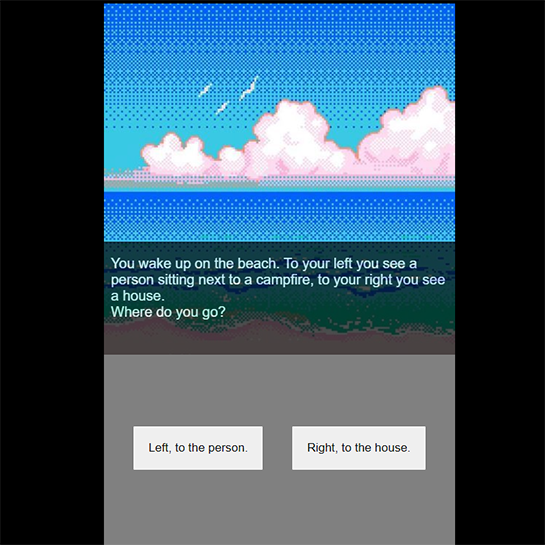 You wake up on the beach. To your left you see a
person sitting next to a campfire, to your right you see
a house.
Where do you go?
Left, to the person.
Right, to the house.